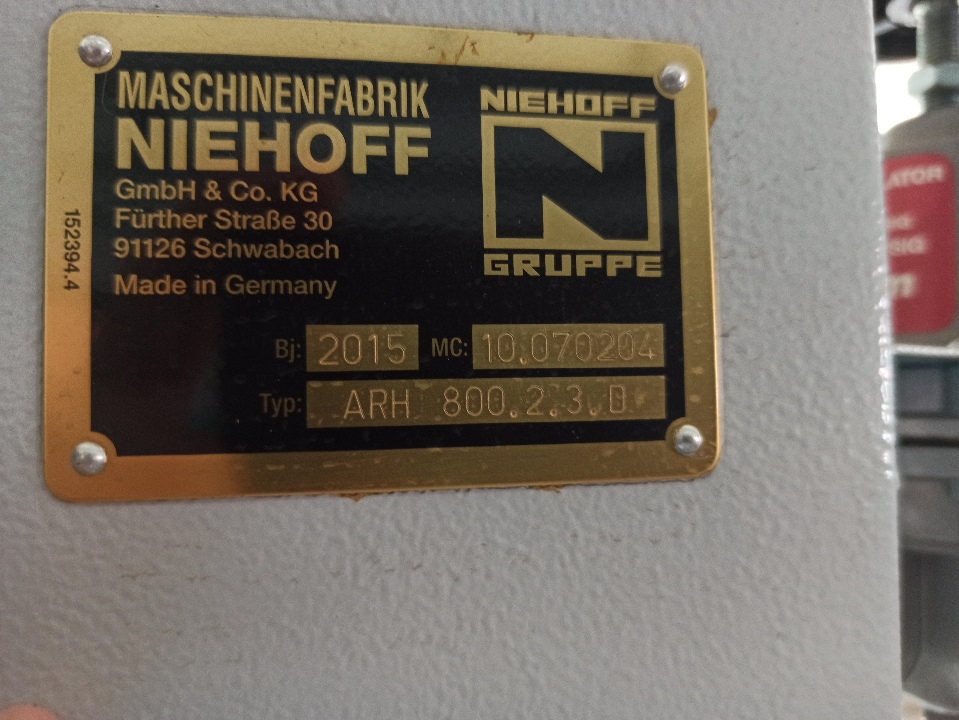 MASCHINENFABRIK
NIEHOFF
GmbH & Co. KG
Fürther Straße 30
91126 Schwabach
Made in Germany
NIEHOFF
N
GRUPPE
152394.4
Bj: 2015 MC: 10.070204
Typ: ARH 800.2.3.D
ATOR